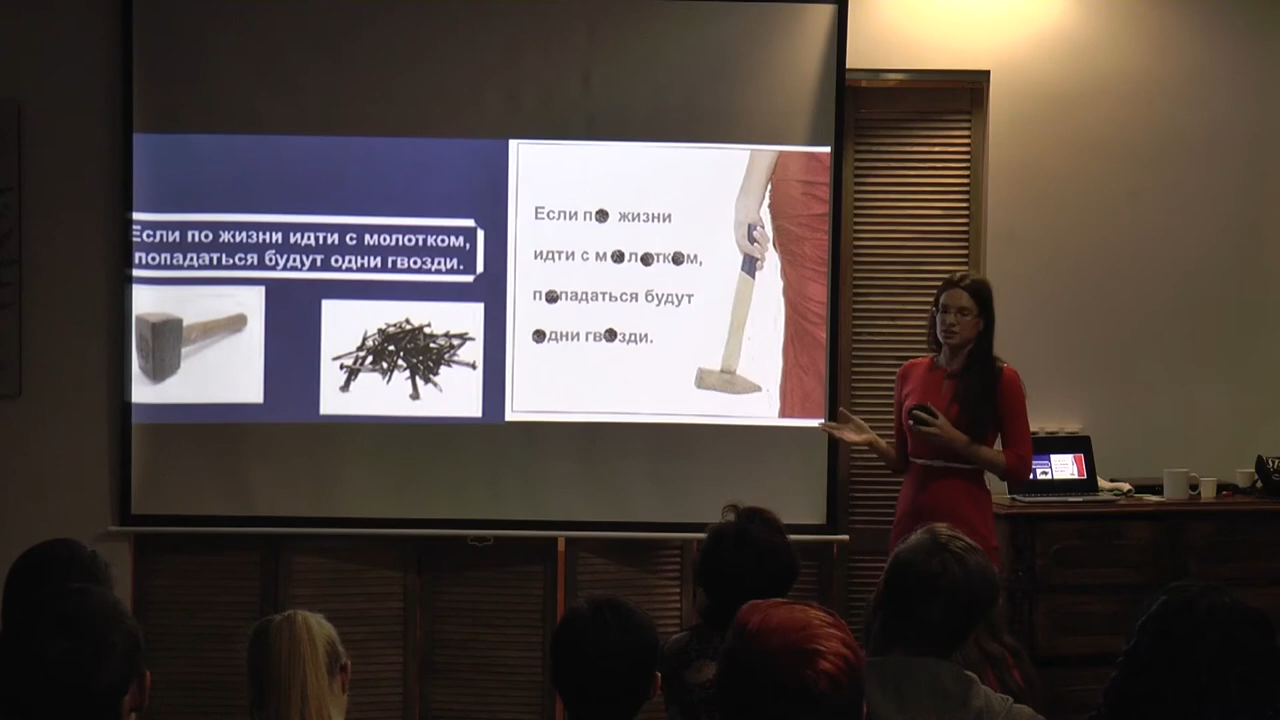 Если по жизни идти с молотком,
попадаться будут одни гвозди.
Если по жизни
идти с молотком,
попадаться будут
одни гвозди.